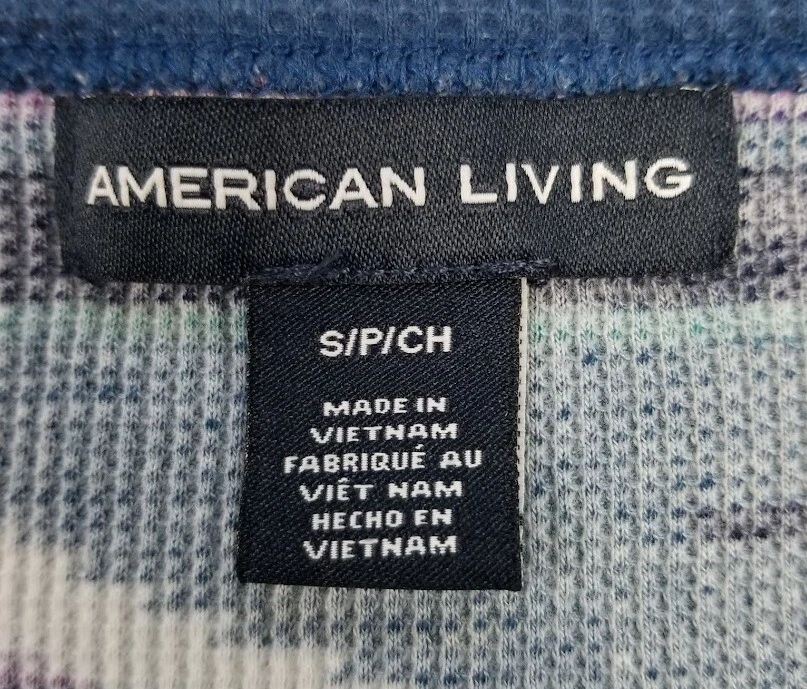 AMERICAN LIVING
S/P/CH
MADE IN
VIETNAM
FABRIQUÉ AU
VIÊT NAM
HECHO EN
VIETNAM